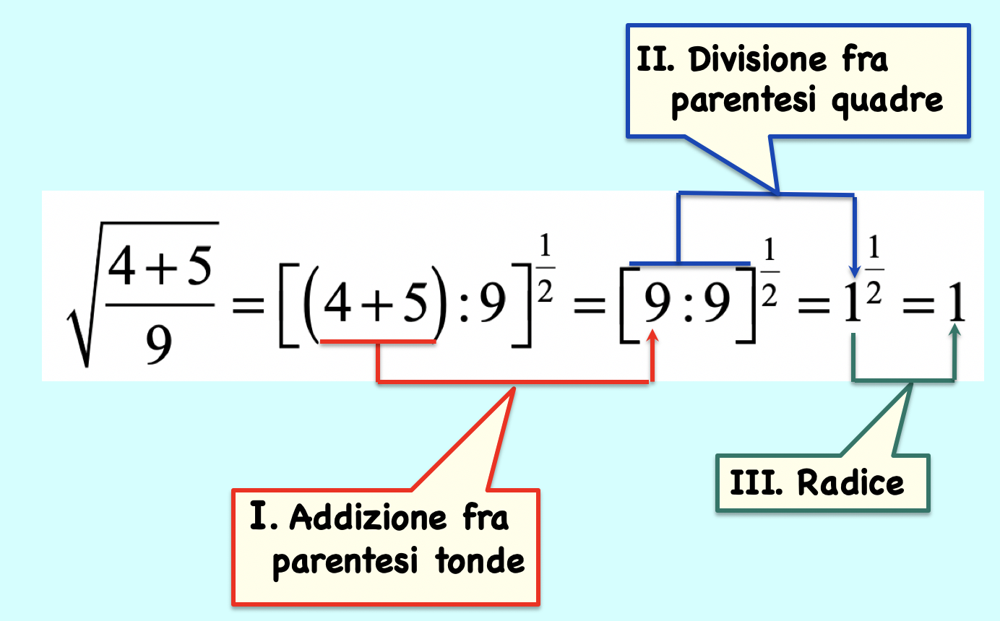 II. Divisione fra
parentesi quadre
√((4+5)/9) = [(4+5):9]^(1/2) = [9:9]^(1/2) = 1^(1/2) = 1
III. Radice
I. Addizione fra
parentesi tonde